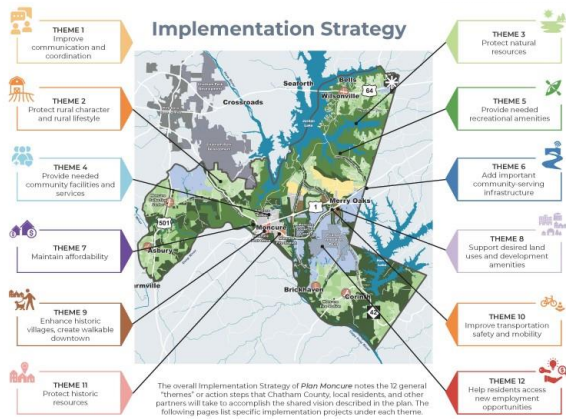 Implementation Strategy
THEME 1
Improve
communication and
coordination
THEME 2
Protect rural character
and rural lifestyle
THEME 4
Provide needed
community facilities and
services
THEME 7
Maintain affordability
THEME 9
Enhance historic
villages, create walkable
downtown
THEME 11
Protect historic
resources
THEME 3
Protect natural
resources
THEME 5
Provide needed
recreational amenities
THEME 6
Add important
community-serving
infrastructure
THEME 8
Support desired land
uses and development
amenities
THEME 10
Improve transportation
safety and mobility
THEME 12
Help residents access
new employment
opportunities
Seaforth
Bells
Wilsonville
64
Crossroads
Merry Oaks
1
501
Moncure
Asbury
Brickhaven
Corinth
42
The overall Implementation Strategy of Plan Moncure notes the 12 general
"themes" or action steps that Chatham County, local residents, and other
partners will take to accomplish the shared vision described in the plan. The
following pages list specific implementation projects under each theme.